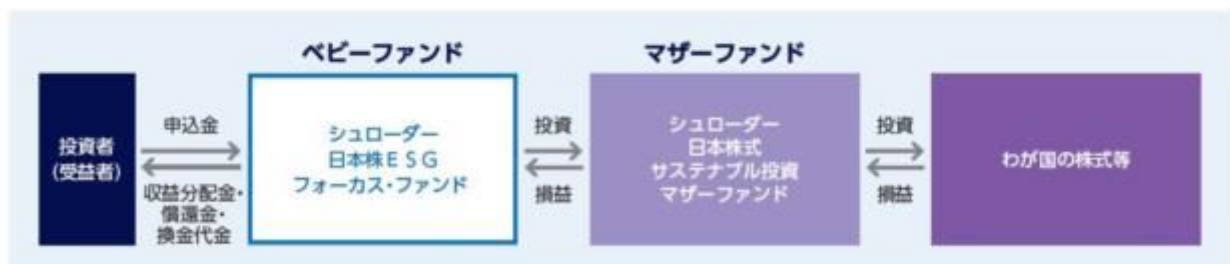 ベビーファンド
マザーファンド
投資者
(受益者)
申込金
収益分配金・
償還金・
換金代金
シュローダー
日本株ESG
フォーカス・ファンド
投資
損益
シュローダー
日本株式
サステナブル投資
マザーファンド
投資
損益
わが国の株式等